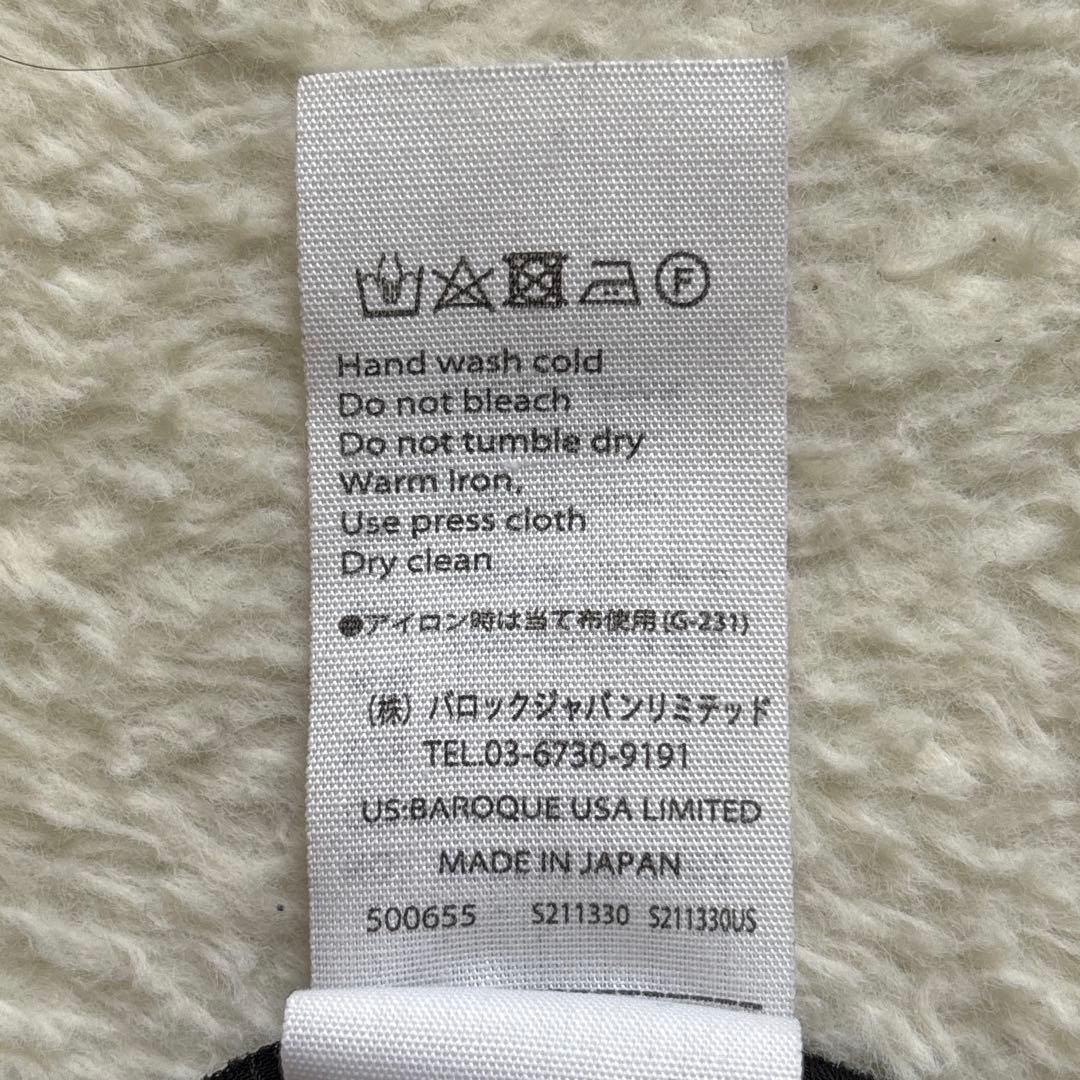 F
Hand wash cold
Do not bleach
Do not tumble dry
Warm iron,
Use press cloth
Dry clean
●アイロン時は当て布使用(G-231)
(株) バロックジャパンリミテッド
TEL.03-6730-9191
US:BAROQUE USA LIMITED
MADE IN JAPAN
500655 S211330 S211330US